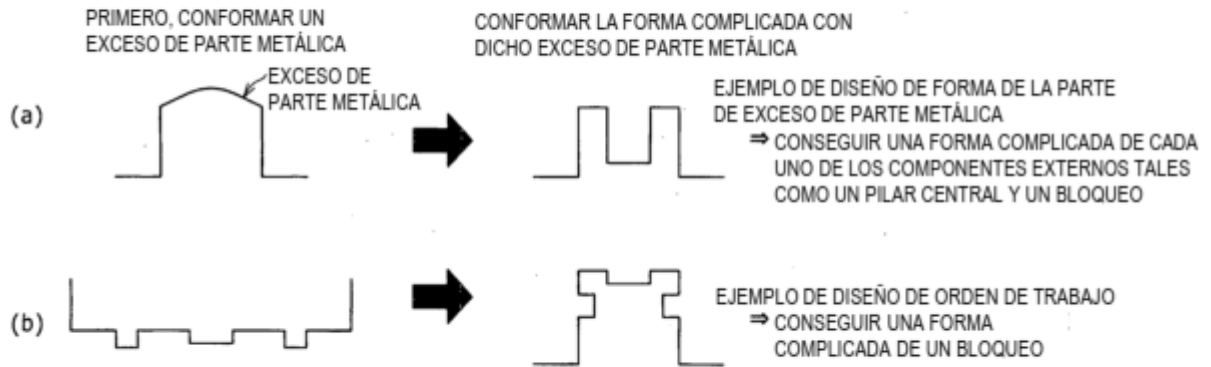 PRIMERO, CONFORMAR UN
EXCESO DE PARTE METÁLICA
CONFORMAR LA FORMA COMPLICADA CON
DICHO EXCESO DE PARTE METÁLICA
(a)
EXCESO DE
PARTE METÁLICA
EJEMPLO DE DISEÑO DE FORMA DE LA PARTE
DE EXCESO DE PARTE METÁLICA
⇒ CONSEGUIR UNA FORMA COMPLICADA DE CADA
UNO DE LOS COMPONENTES EXTERNOS TALES
COMO UN PILAR CENTRAL Y UN BLOQUEO
(b)
EJEMPLO DE DISEÑO DE ORDEN DE TRABAJO
⇒ CONSEGUIR UNA FORMA
COMPLICADA DE UN BLOQUEO